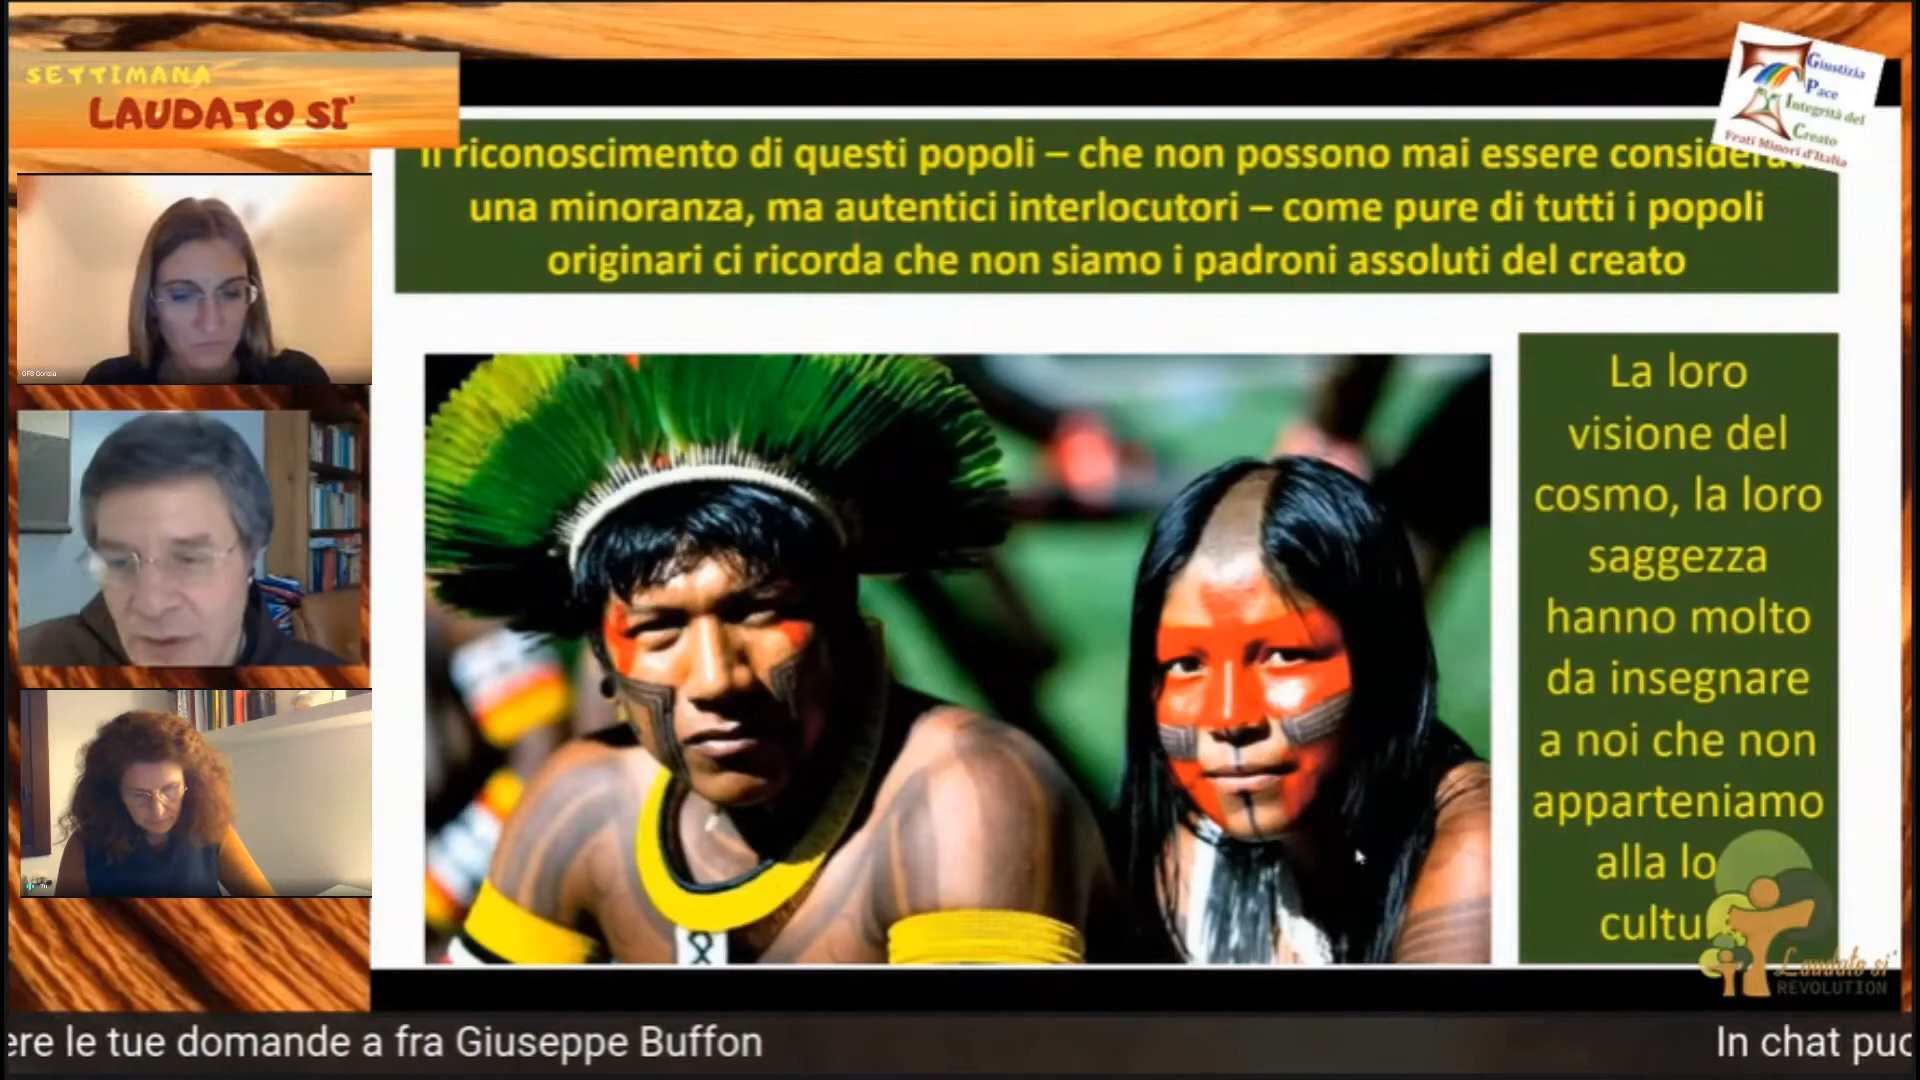 SETTIMANA
LAUDATO SI'
Giustizia
Pace
Integrità del
Creato
Frati Minori d'Italia
Il riconoscimento di questi popoli – che non possono mai essere considera
una minoranza, ma autentici interlocutori – come pure di tutti i popoli
originari ci ricorda che non siamo i padroni assoluti del creato
OFS Gorizia
La loro
visione del
cosmo, la loro
saggezza
hanno molto
da insegnare
a noi che non
apparteniamo
alla lo
cultu
Tu
Laudato si'
REVOLUTION
ere le tue domande a fra Giuseppe Buffon
In chat puo